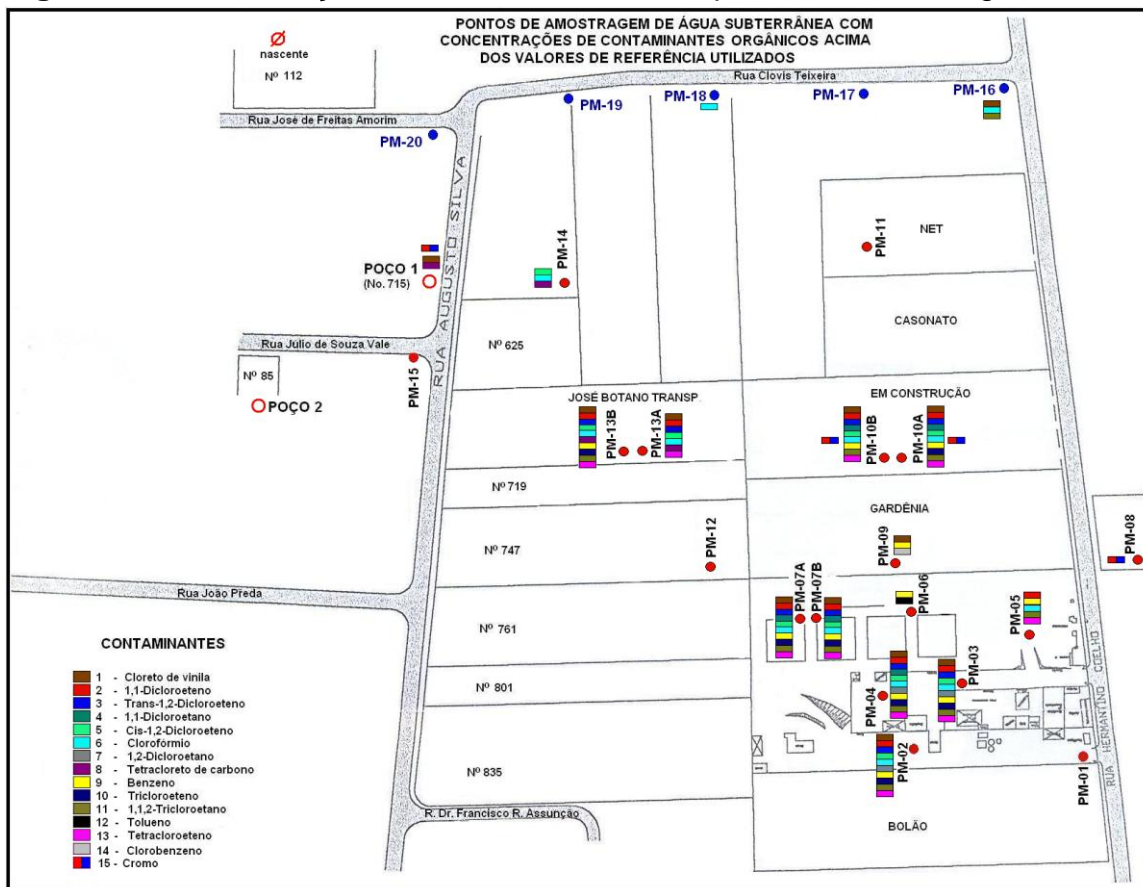 PONTOS DE AMOSTRAGEM DE ÁGUA SUBTERRÂNEA COM
CONCENTRAÇÕES DE CONTAMINANTES ORGÂNICOS ACIMA
DOS VALORES DE REFERÊNCIA UTILIZADOS
nascente
Nº 112
Rua Clovis Teixeira
PM-19
PM-18
PM-17
PM-16
Rua José de Freitas Amorim
PM-20
RUA AUGUSTO SILVA
PM-14
PM-11
NET
POÇO 1
(No. 715)
CASONATO
Rua Julio de Souza Vale
Nº 625
Nº 85
PM-15
POÇO 2
JOSÉ BOTANO TRANSP
EM CONSTRUÇÃO
PM-13B
PM-13A
PM-10B
PM-10A
Nº 719
GARDÊNIA
Nº 747
PM-12
PM-09
PM-08
Rua João Preda
PM-07A
PM-07B
PM-06
PM-05
Nº 761
RUA HERMANTINO COELHO
PM-03
PM-04
Nº 801
PM-02
PM-01
Nº 835
R. Dr. Francisco R. Assunção
BOLÃO
CONTAMINANTES
1 - Cloreto de vinila
2 - 1,1-Dicloroeteno
3 - Trans-1,2-Dicloroeteno
4 - 1,1-Dicloroetano
5 - Cis-1,2-Dicloroeteno
6 - Clorofórmio
7 - 1,2-Dicloroetano
8 - Tetracloreto de carbono
9 - Benzeno
10 - Tricloroeteno
11 - 1,1,2-Tricloroetano
12 - Tolueno
13 - Tetracloroeteno
14 - Clorobenzeno
15 - Cromo